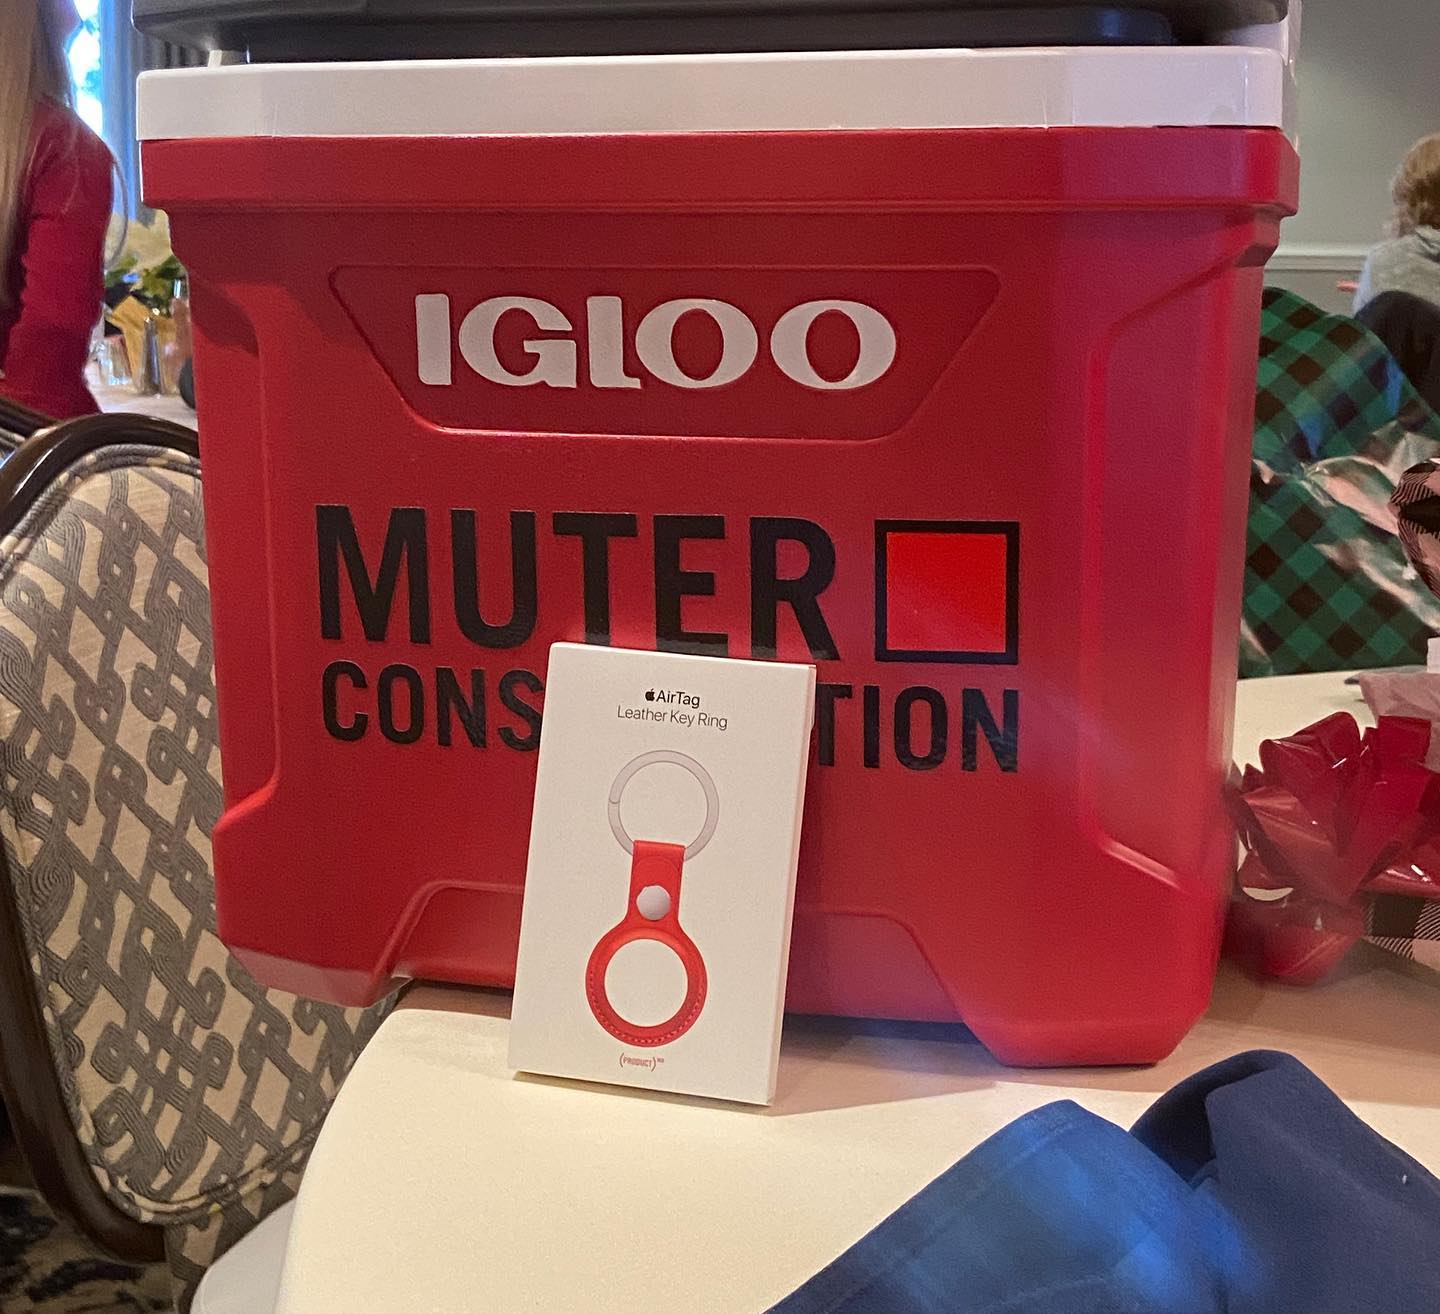 IGLOO
MUTER
CONS TION
AirTag
Leather Key Ring
(PRODUCT)RED